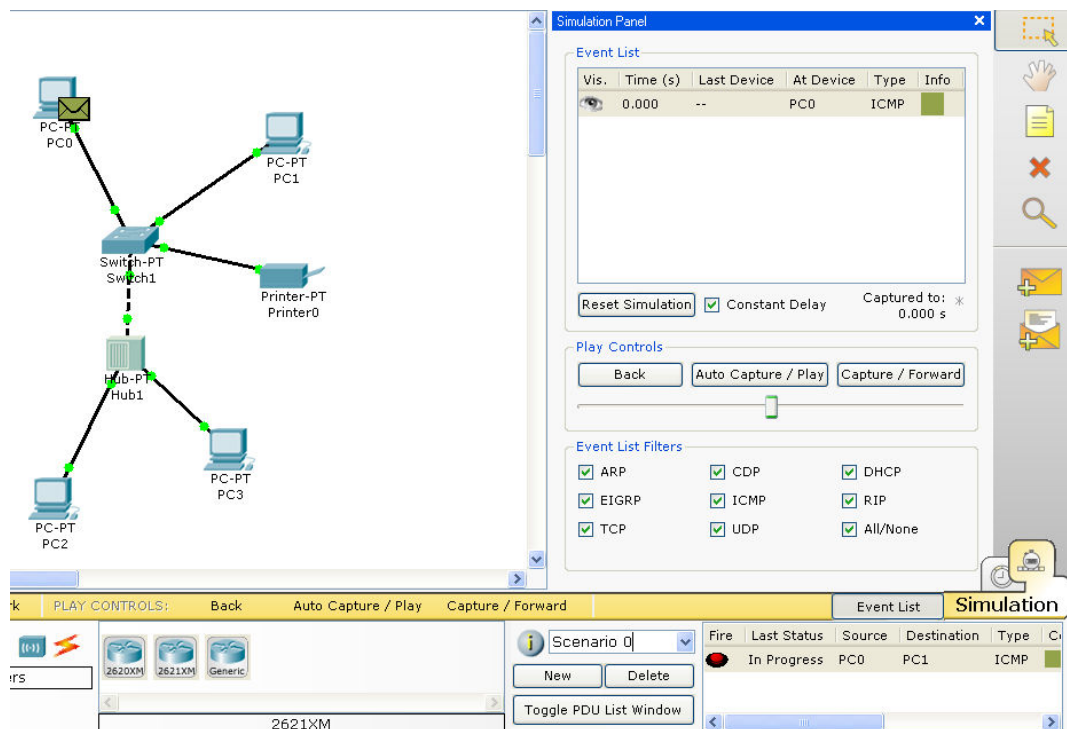 Simulation Panel
Event List
Vis. Time (s) Last Device At Device Type Info
0.000 -- PC0 ICMP
Reset Simulation Constant Delay Captured to: *
0.000 s
Play Controls
Back Auto Capture / Play Capture / Forward
Event List Filters
ARP CDP DHCP
EIGRP ICMP RIP
TCP UDP All/None
PC-PT
PC0
PC-PT
PC1
Switch-PT
Switch1
Printer-PT
Printer0
Hub-PT
Hub1
PC-PT
PC3
PC-PT
PC2
PLAY CONTROLS: Back Auto Capture / Play Capture / Forward Event List Simulation
2620XM 2621XM Generic
2621XM
i Scenario 0
New Delete
Toggle PDU List Window
Fire Last Status Source Destination Type
In Progress PC0 PC1 ICMP